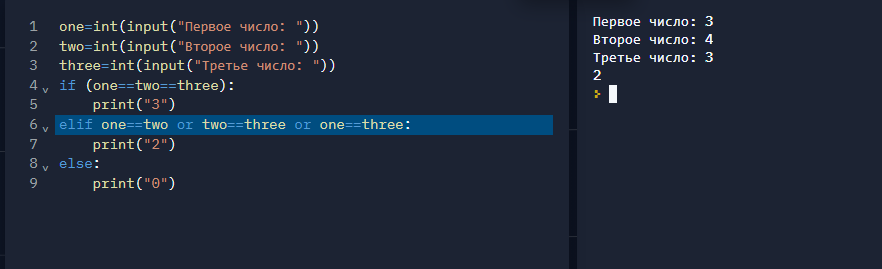 1 one=int(input("Первое число: "))
2 two=int(input("Второе число: "))
3 three=int(input("Третье число: "))
4 if (one==two==three):
5     print("3")
6 elif one==two or two==three or one==three:
7     print("2")
8 else:
9     print("0")
Первое число: 3
Второе число: 4
Третье число: 3
2